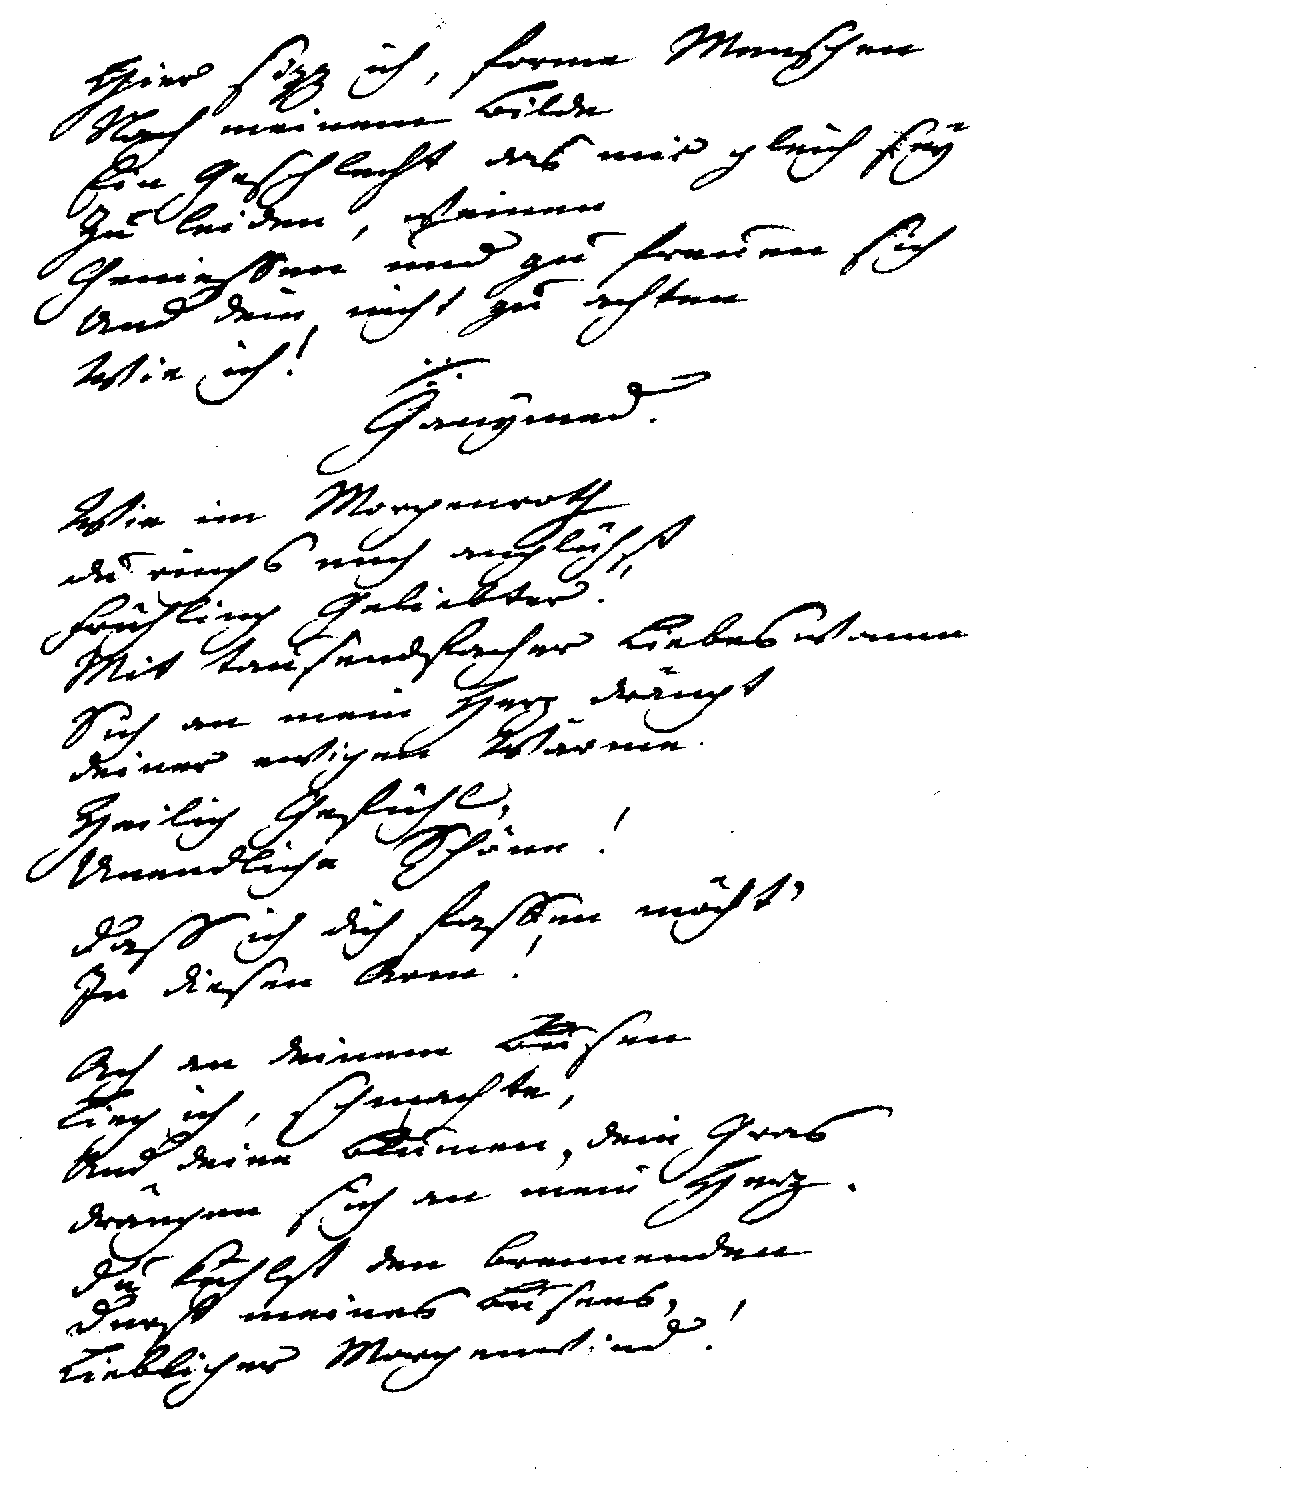 Hier sizz ich, forme Menschen
Nach meinem Bilde
Ein Geschlecht das mir gleich sey
Zu leiden, weinen
Geniessen und zu freuen sich
Und dein nicht zu achten
Wie ich!
Ganymed.
Wie im Morgenroth
du rings mich anglühst
Frühling Geliebter!
Mit tausendfacher Liebeswonne
Sich an mein Herz drängt
deiner ewigen Wärme
Heilig Gefühl,
Unendliche Schöne!
Dass ich dich fassen möcht'
In diesen Arm!
Ach an deinem Busen
Lieg ich, schmachte,
Und deine Blumen, dein Gras
drängen sich an mein Herz.
Du kühlst den brennenden
Durst meines Busens,
Lieblicher Morgenwind!